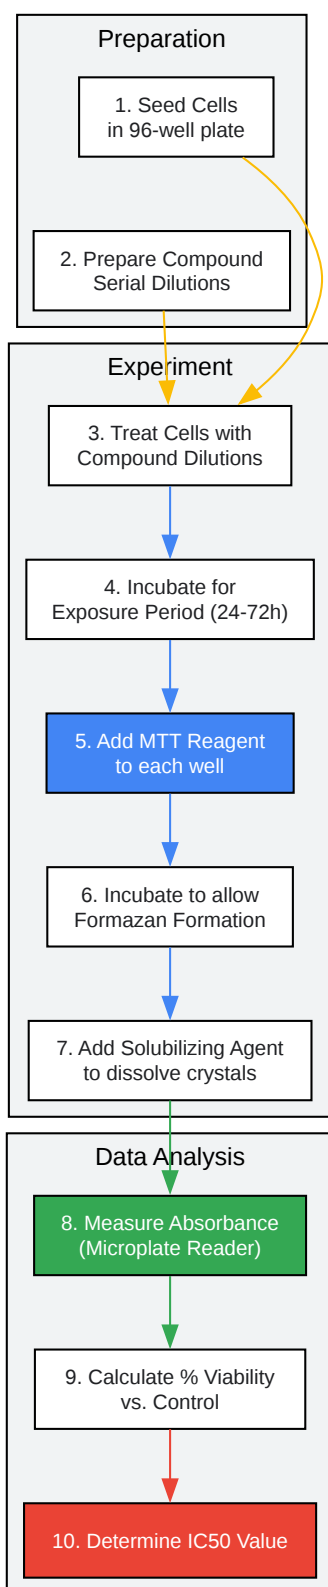 Preparation
1. Seed Cells
in 96-well plate
2. Prepare Compound
Serial Dilutions
Experiment
3. Treat Cells with
Compound Dilutions
4. Incubate for
Exposure Period (24-72h)
5. Add MTT Reagent
to each well
6. Incubate to allow
Formazan Formation
7. Add Solubilizing Agent
to dissolve crystals
Data Analysis
8. Measure Absorbance
(Microplate Reader)
9. Calculate % Viability
vs. Control
10. Determine IC50 Value